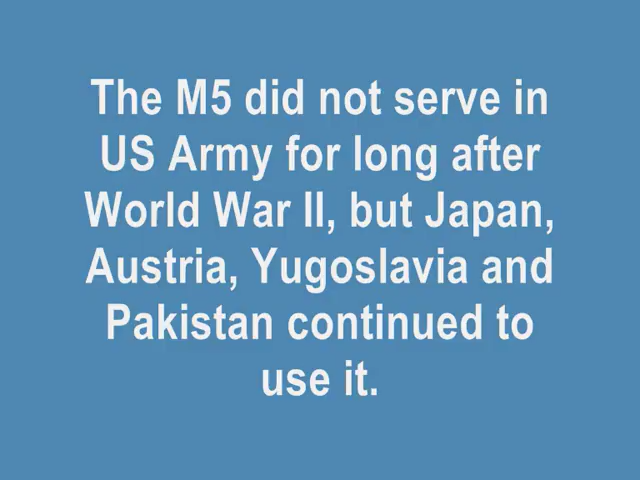 The M5 did not serve in
US Army for long after
World War II, but Japan,
Austria, Yugoslavia and
Pakistan continued to
use it.